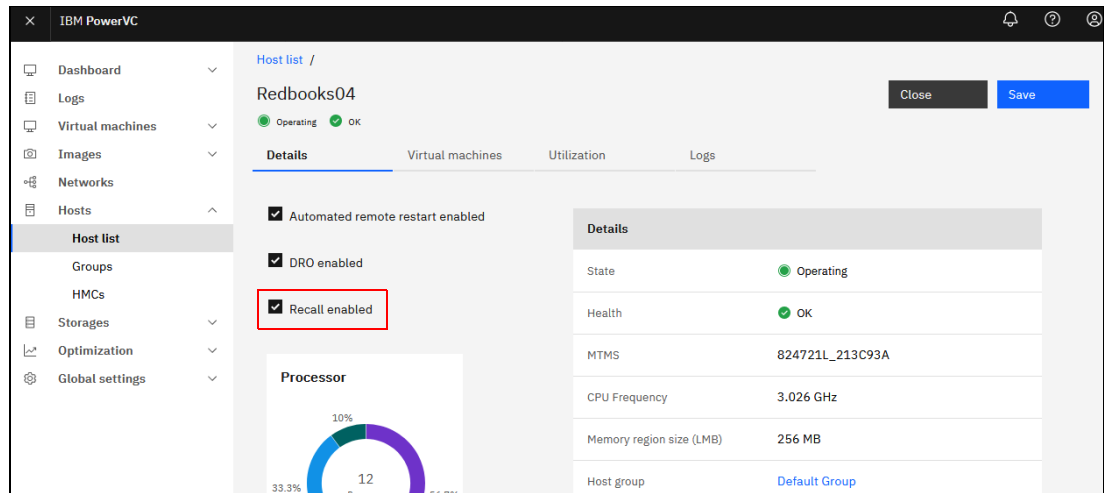 IBM PowerVC
Dashboard
Logs
Virtual machines
Images
Networks
Hosts
Host list
Groups
HMCs
Storages
Optimization
Global settings
Host list /
Redbooks04
Operating OK
Close
Save
Details Virtual machines Utilization Logs
Automated remote restart enabled
DRO enabled
Recall enabled
Processor
10%
12
33.3%
Details
State Operating
Health OK
MTMS 824721L_213C93A
CPU Frequency 3.026 GHz
Memory region size (LMB) 256 MB
Host group Default Group